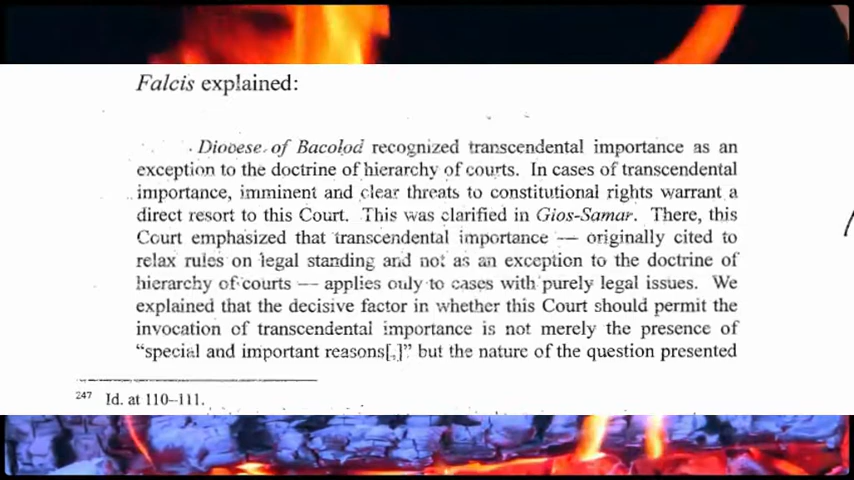 Falcis explained:
Diocese of Bacolod recognized transcendental importance as an
exception to the doctrine of hierarchy of courts. In cases of transcendental
importance, imminent and clear threats to constitutional rights warrant a
direct resort to this Court. This was clarified in Gios-Samar. There, this
Court emphasized that transcendental importance — originally cited to
relax rules on legal standing and not as an exception to the doctrine of
hierarchy of courts — applies only to cases with purely legal issues. We
explained that the decisive factor in whether this Court should permit the
invocation of transcendental importance is not merely the presence of
“special and important reasons[,]” but the nature of the question presented
247 Id. at 110–111.